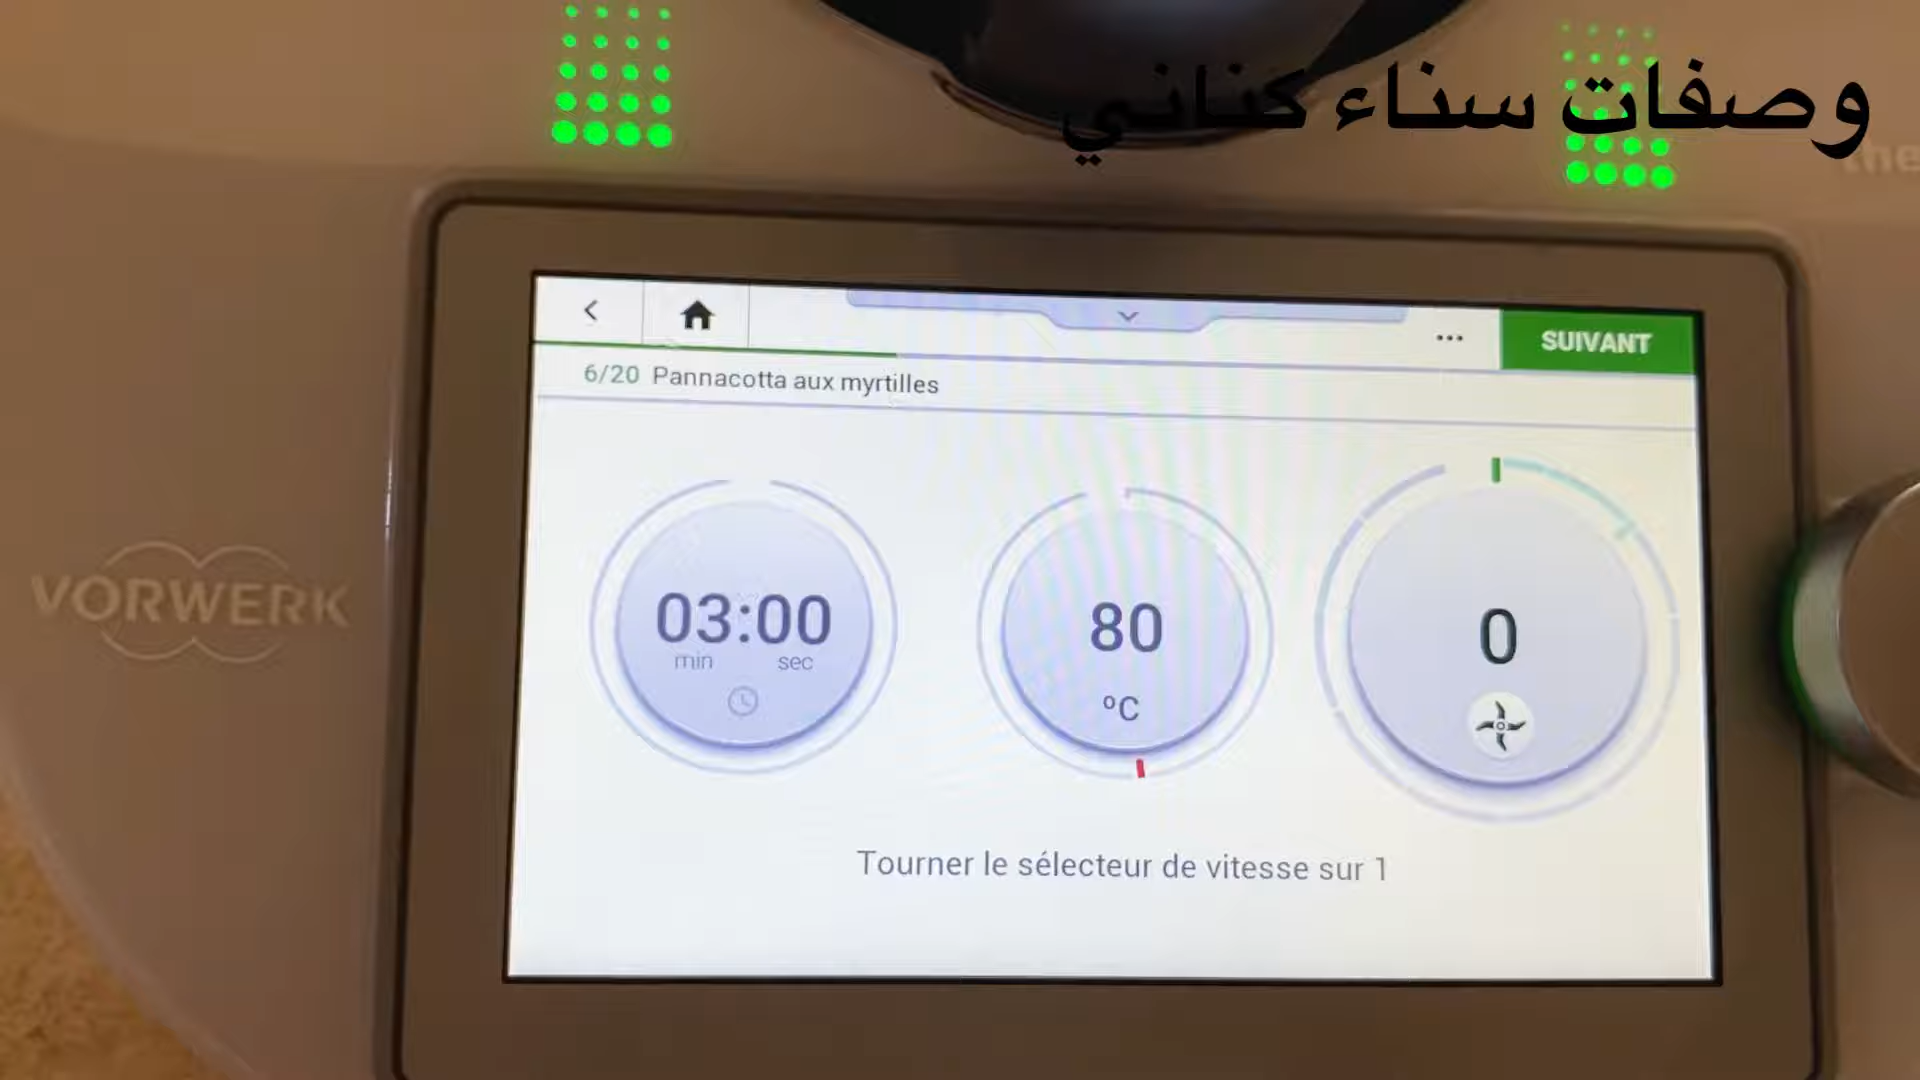 وصفات سناء كناني
the
SUIVANT
6/20 Pannacotta aux myrtilles
03:00
min sec
80
°C
0
Tourner le sélecteur de vitesse sur 1
VORWERK